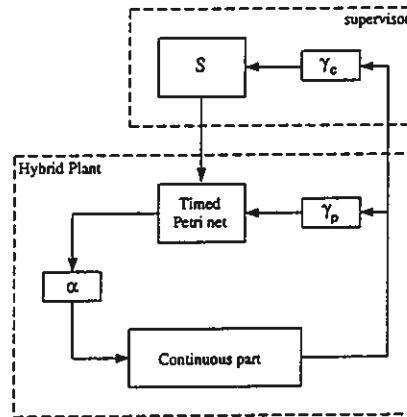 supervisor
S
γc
Hybrid Plant
Timed
Petri net
γp
α
Continuous part